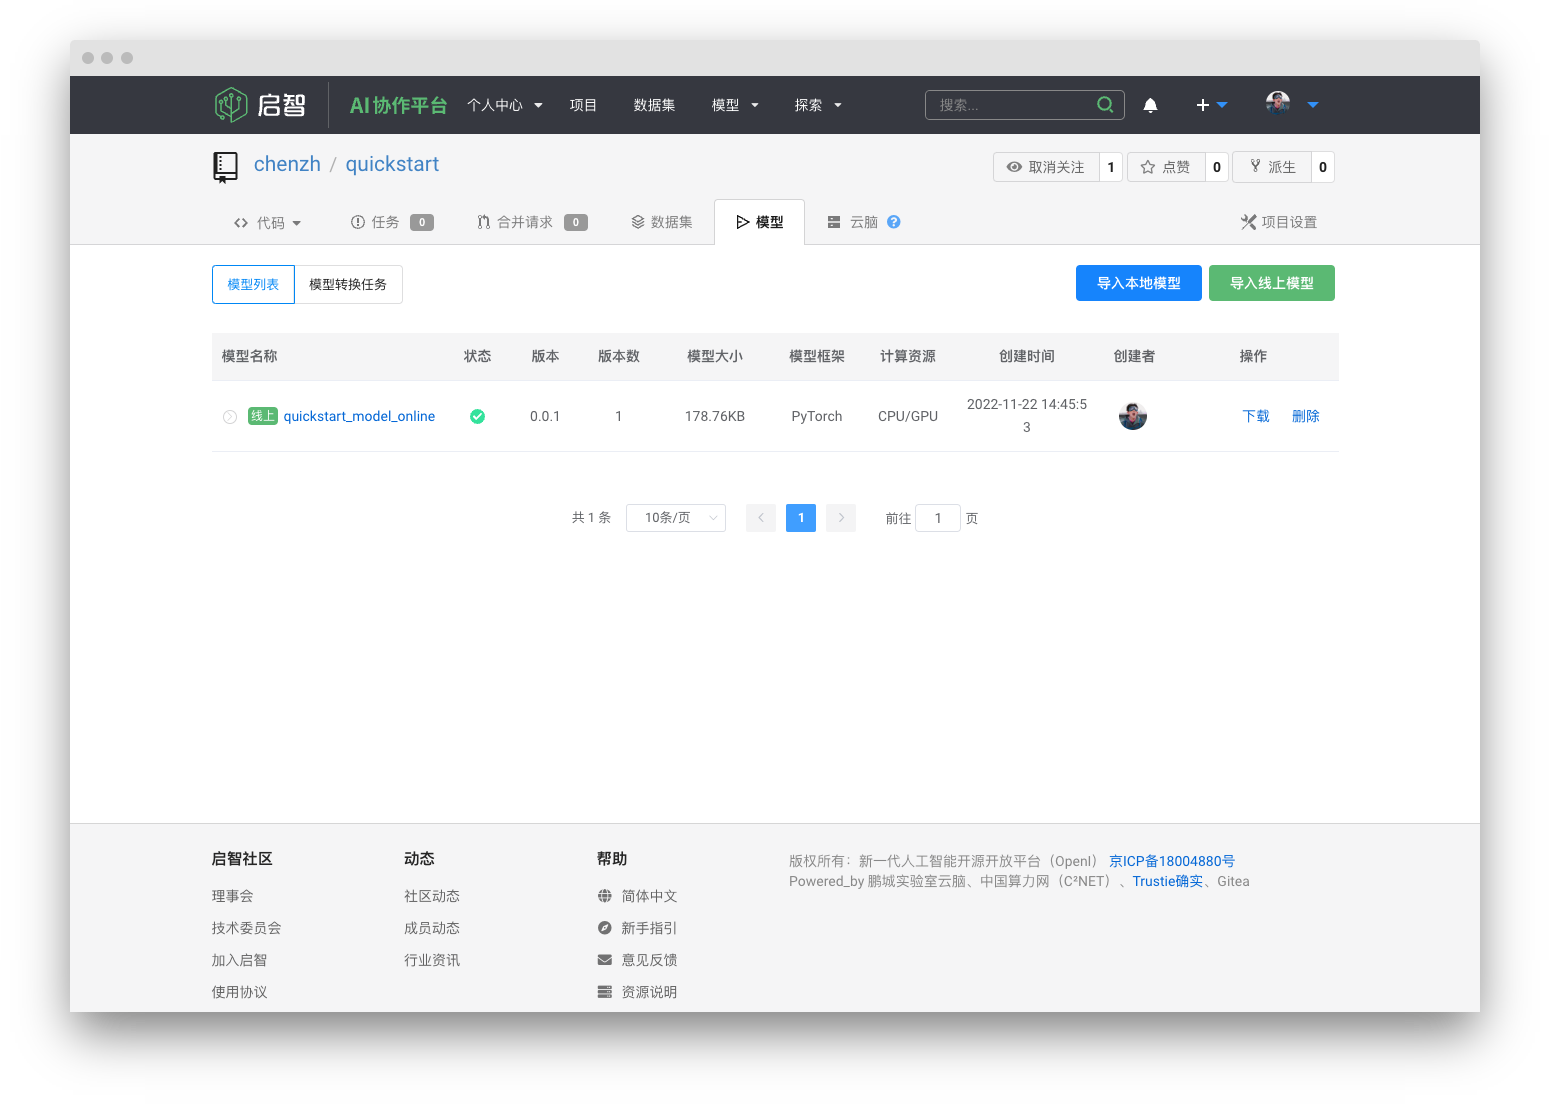 启智 AI协作平台 个人中心 项目 数据集 模型 探索 搜索...
chenzh / quickstart 取消关注 1 点赞 0 派生 0
代码 任务 0 合并请求 0 数据集 模型 云脑 ? 项目设置
模型列表 模型转换任务 导入本地模型 导入线上模型
模型名称 状态 版本 版本数 模型大小 模型框架 计算资源 创建时间 创建者 操作
线上 quickstart_model_online 0.0.1 1 178.76KB PyTorch CPU/GPU 2022-11-22 14:45:5 下载 删除
3
共 1 条 10条/页 1 前往 1 页
启智社区 动态 帮助
版权所有：新一代人工智能开源开放平台（OpenI） 京ICP备18004880号
Powered_by 鹏城实验室云脑、中国算力网（C²NET）、Trustie确实、Gitea
理事会 社区动态 简体中文
技术委员会 成员动态 新手指引
加入启智 行业资讯 意见反馈
使用协议 资源说明